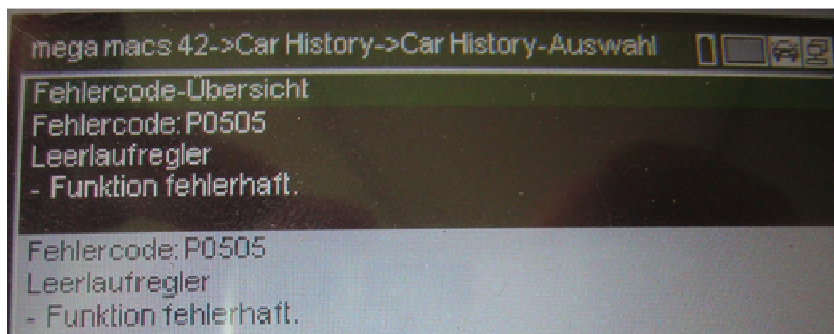 mega macs 42->Car History->Car History-Auswahl
Fehlercode-Übersicht
Fehlercode: P0505
Leerlaufregler
- Funktion fehlerhaft.
Fehlercode: P0505
Leerlaufregler
- Funktion fehlerhaft.